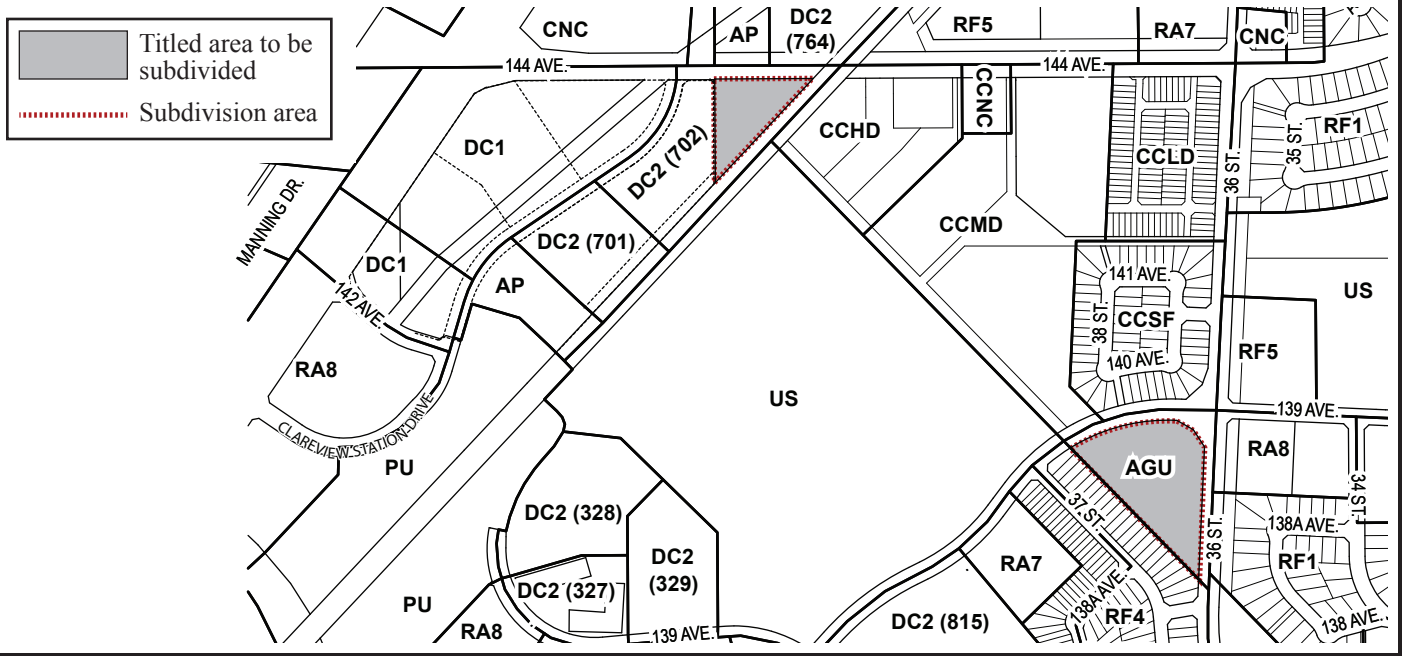 Titled area to be
subdivided
Subdivision area
CNC
AP
DC2
(764)
RF5
RA7
CNC
144 AVE.
144 AVE.
DC1
DC2 (702)
CCHD
CCNC
CCLD
36 ST.
35 ST.
RF1
MANNING DR.
DC1
DC2 (701)
AP
142 AVE.
CCMD
141 AVE.
38 ST.
CCSF
140 AVE.
US
RF5
RA8
CLAREVIEW STATION DRIVE
PU
US
139 AVE.
AGU
RA8
34 ST.
37 ST.
36 ST.
138A AVE.
RF1
138 AVE.
DC2 (328)
DC2
(329)
DC2 (327)
PU
RA8
139 AVE.
RA7
138A AVE.
RF4
DC2 (815)